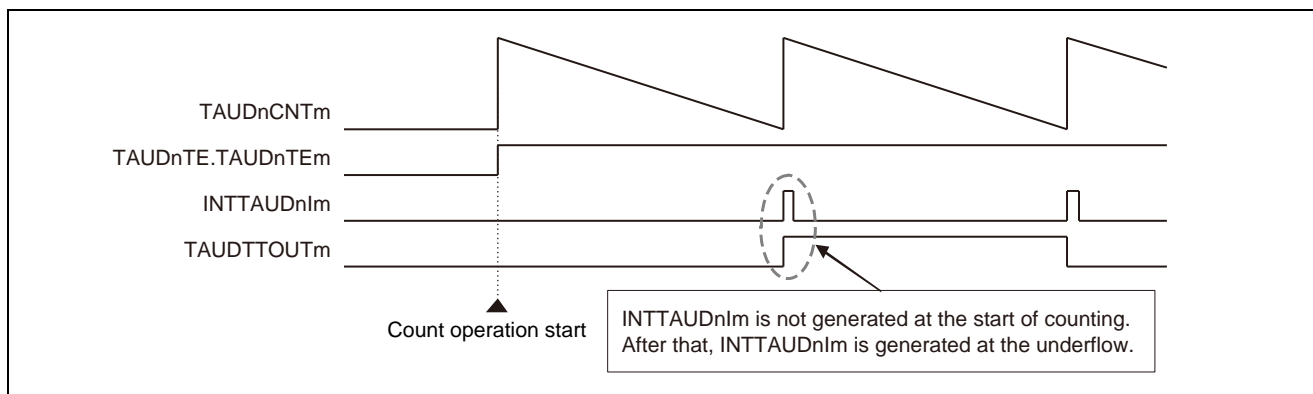 TAUDnCNTm
TAUDnTE.TAUDnTEm
INTTAUDnIm
TAUDTTOUTm
Count operation start
INTTAUDnIm is not generated at the start of counting.
After that, INTTAUDnIm is generated at the underflow.